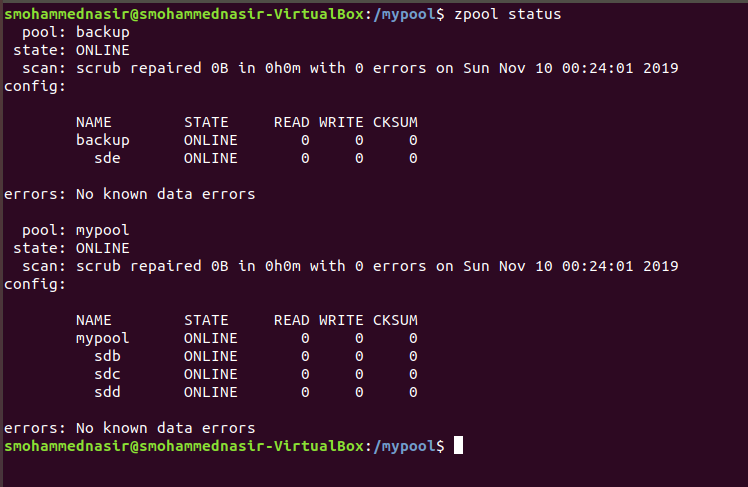 smohammednasir@smohammednasir-VirtualBox:/mypool$ zpool status
  pool: backup
 state: ONLINE
  scan: scrub repaired 0B in 0h0m with 0 errors on Sun Nov 10 00:24:01 2019
config:

        NAME        STATE     READ WRITE CKSUM
        backup      ONLINE       0     0     0
          sde       ONLINE       0     0     0

errors: No known data errors

  pool: mypool
 state: ONLINE
  scan: scrub repaired 0B in 0h0m with 0 errors on Sun Nov 10 00:24:01 2019
config:

        NAME        STATE     READ WRITE CKSUM
        mypool      ONLINE       0     0     0
          sdb       ONLINE       0     0     0
          sdc       ONLINE       0     0     0
          sdd       ONLINE       0     0     0

errors: No known data errors
smohammednasir@smohammednasir-VirtualBox:/mypool$